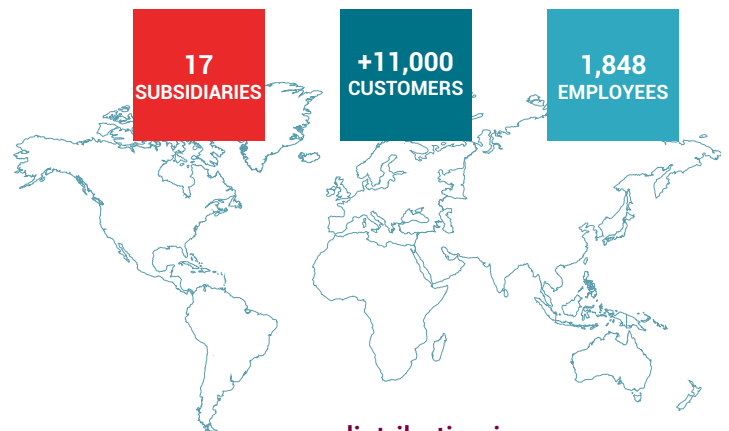 17
SUBSIDIARIES
+11,000
CUSTOMERS
1,848
EMPLOYEES